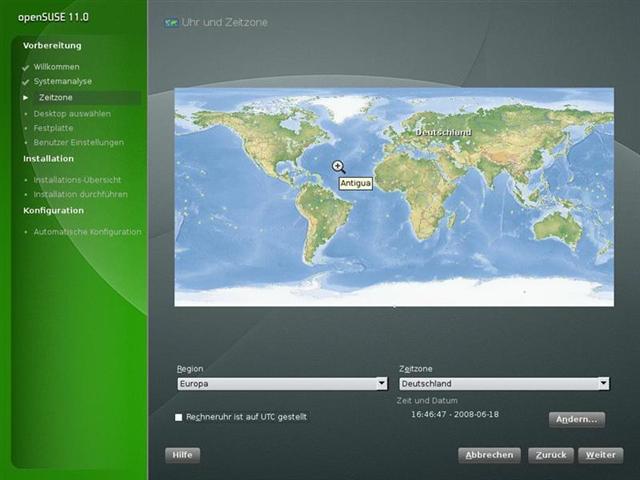 openSUSE 11.0
Vorbereitung
Willkommen
Systemanalyse
Zeitzone
Desktop auswählen
Festplatte
Benutzer Einstellungen
Installation
Installations-Übersicht
Installation durchführen
Konfiguration
Automatische Konfiguration
Uhr und Zeitzone
Deutschland
Antigua
Region
Zeitzone
Europa
Deutschland
Zeit und Datum
Rechneruhr ist auf UTC gestellt
16:46:47 - 2008-06-18
Ändern...
Hilfe
Abbrechen
Zurück
Weiter